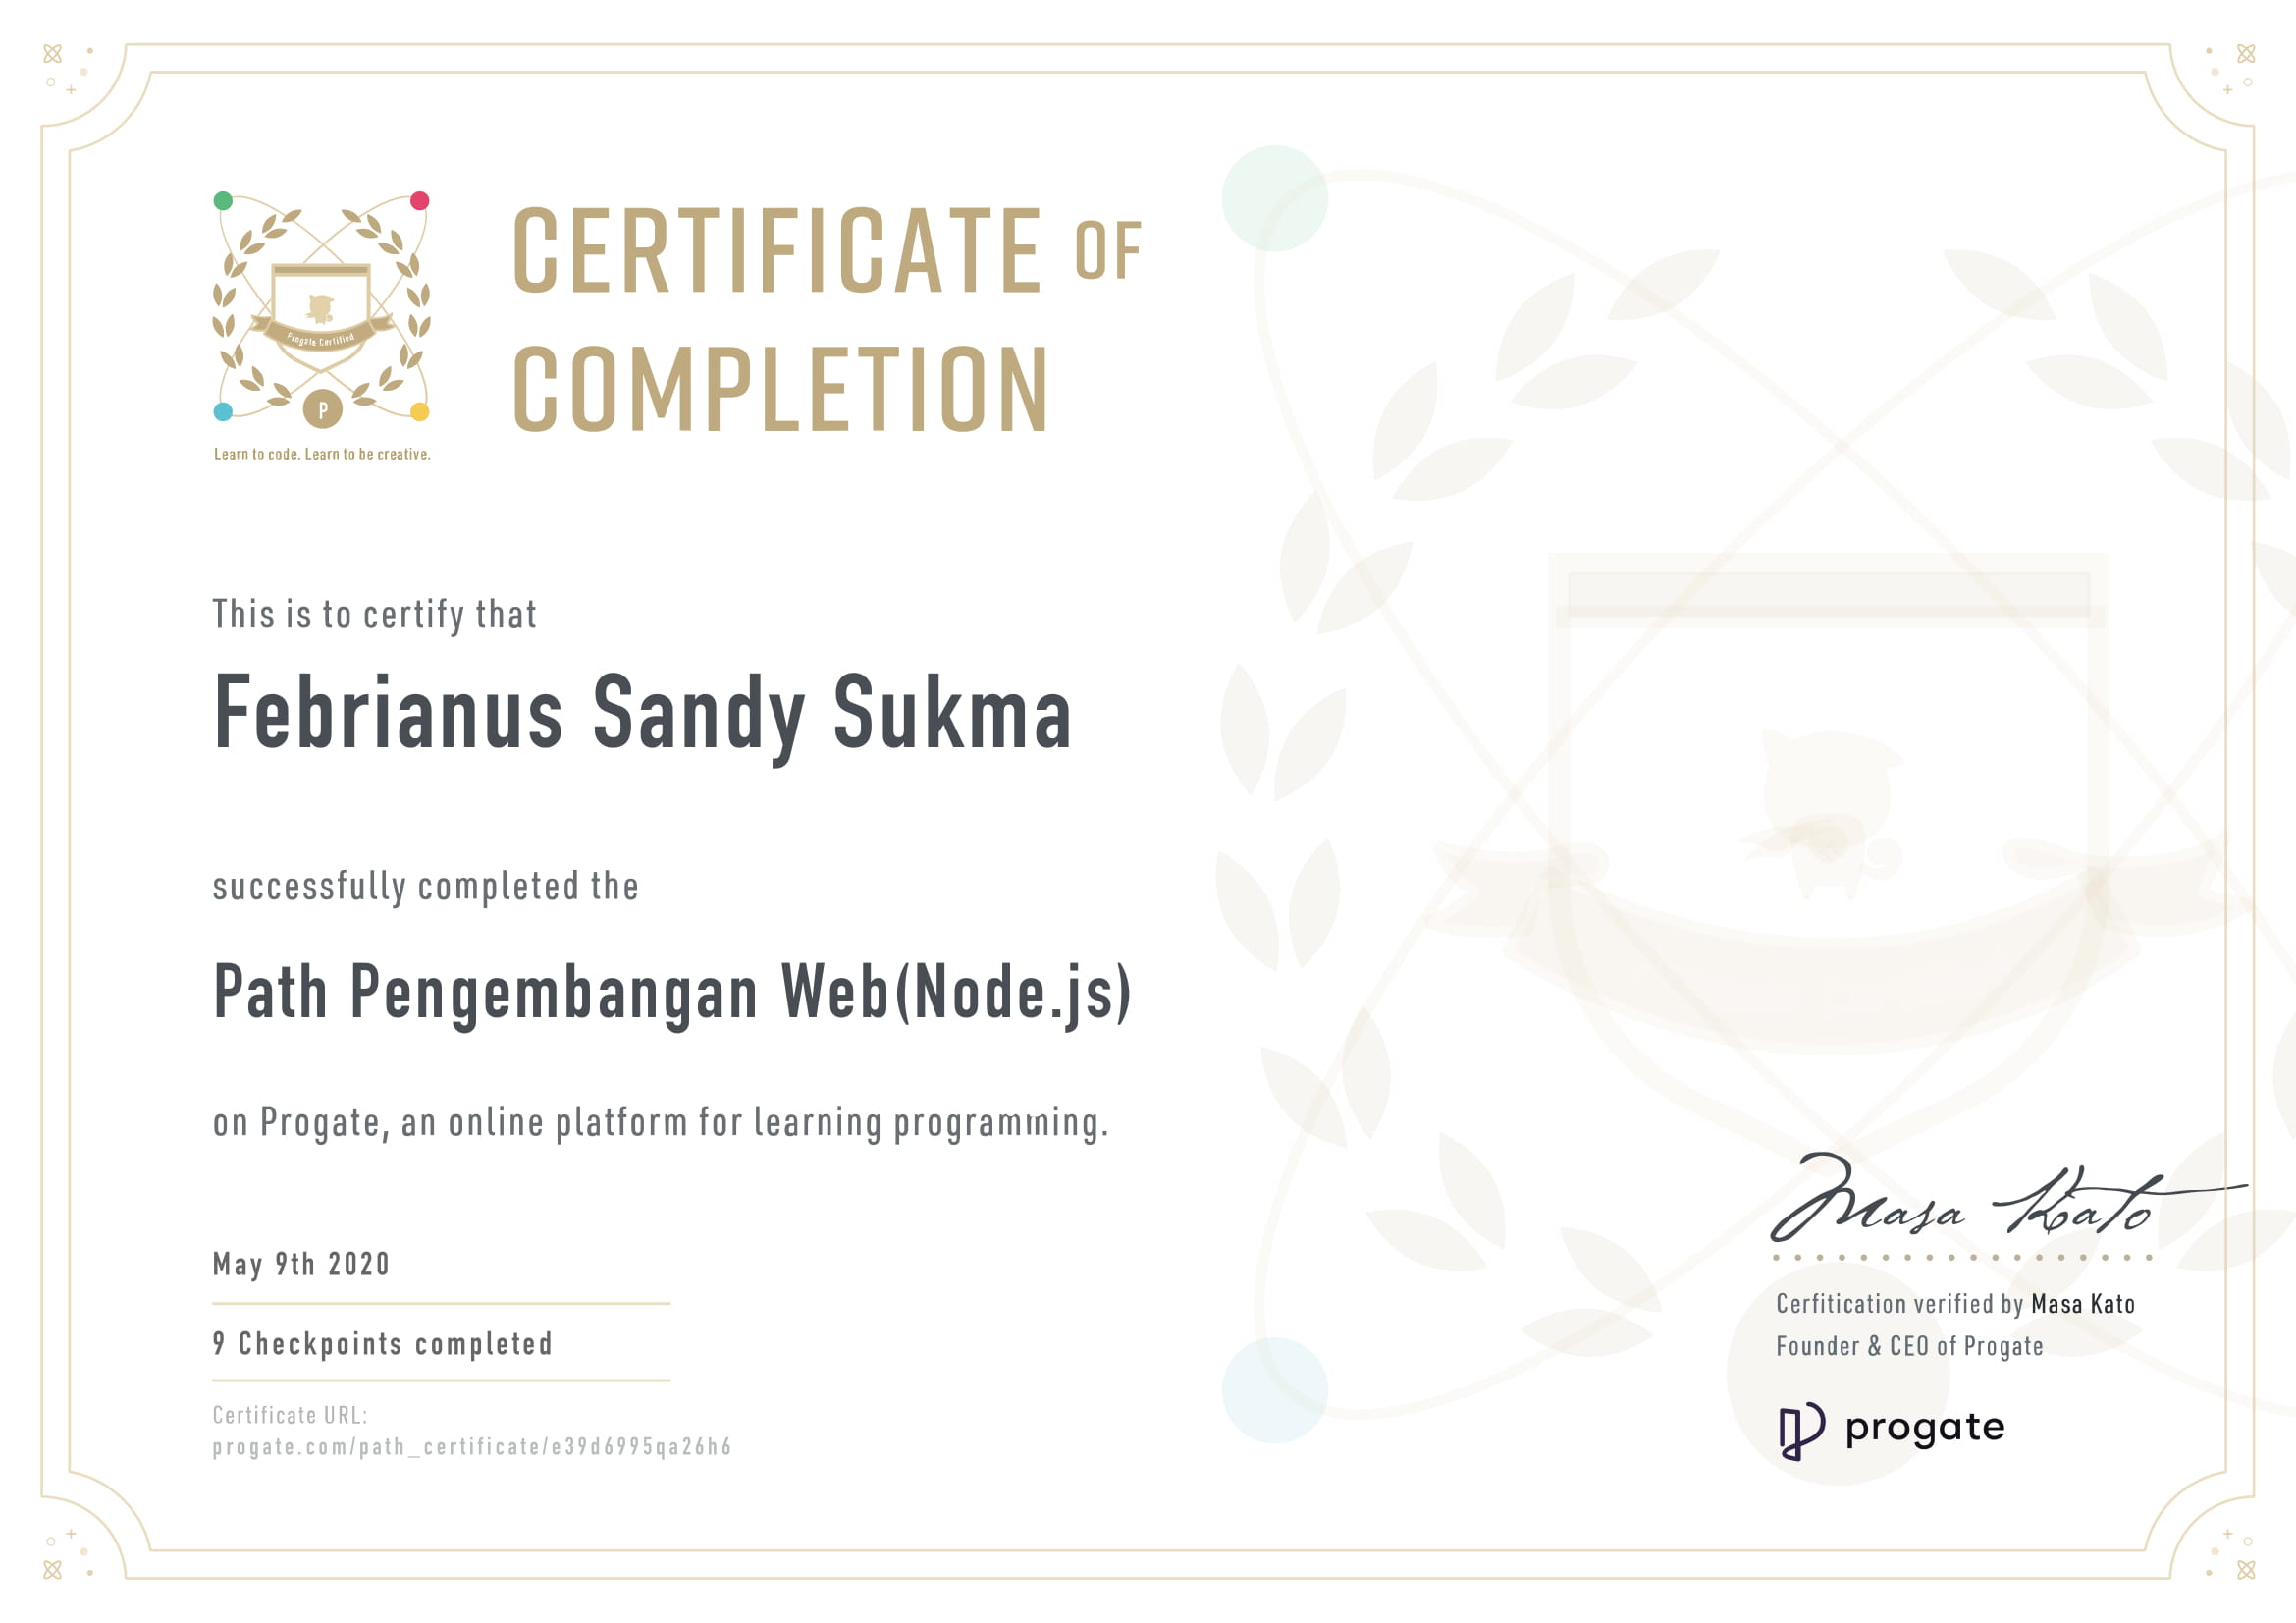 CERTIFICATE OF
COMPLETION
Progate Certified
P
Learn to code. Learn to be creative.
This is to certify that
Febrianus Sandy Sukma
successfully completed the
Path Pengembangan Web(Node.js)
on Progate, an online platform for learning programming.
May 9th 2020
9 Checkpoints completed
Certificate URL:
progate.com/path_certificate/e39d6995qa26h6
Masa Kato
Cerfitication verified by Masa Kato
Founder & CEO of Progate
progate